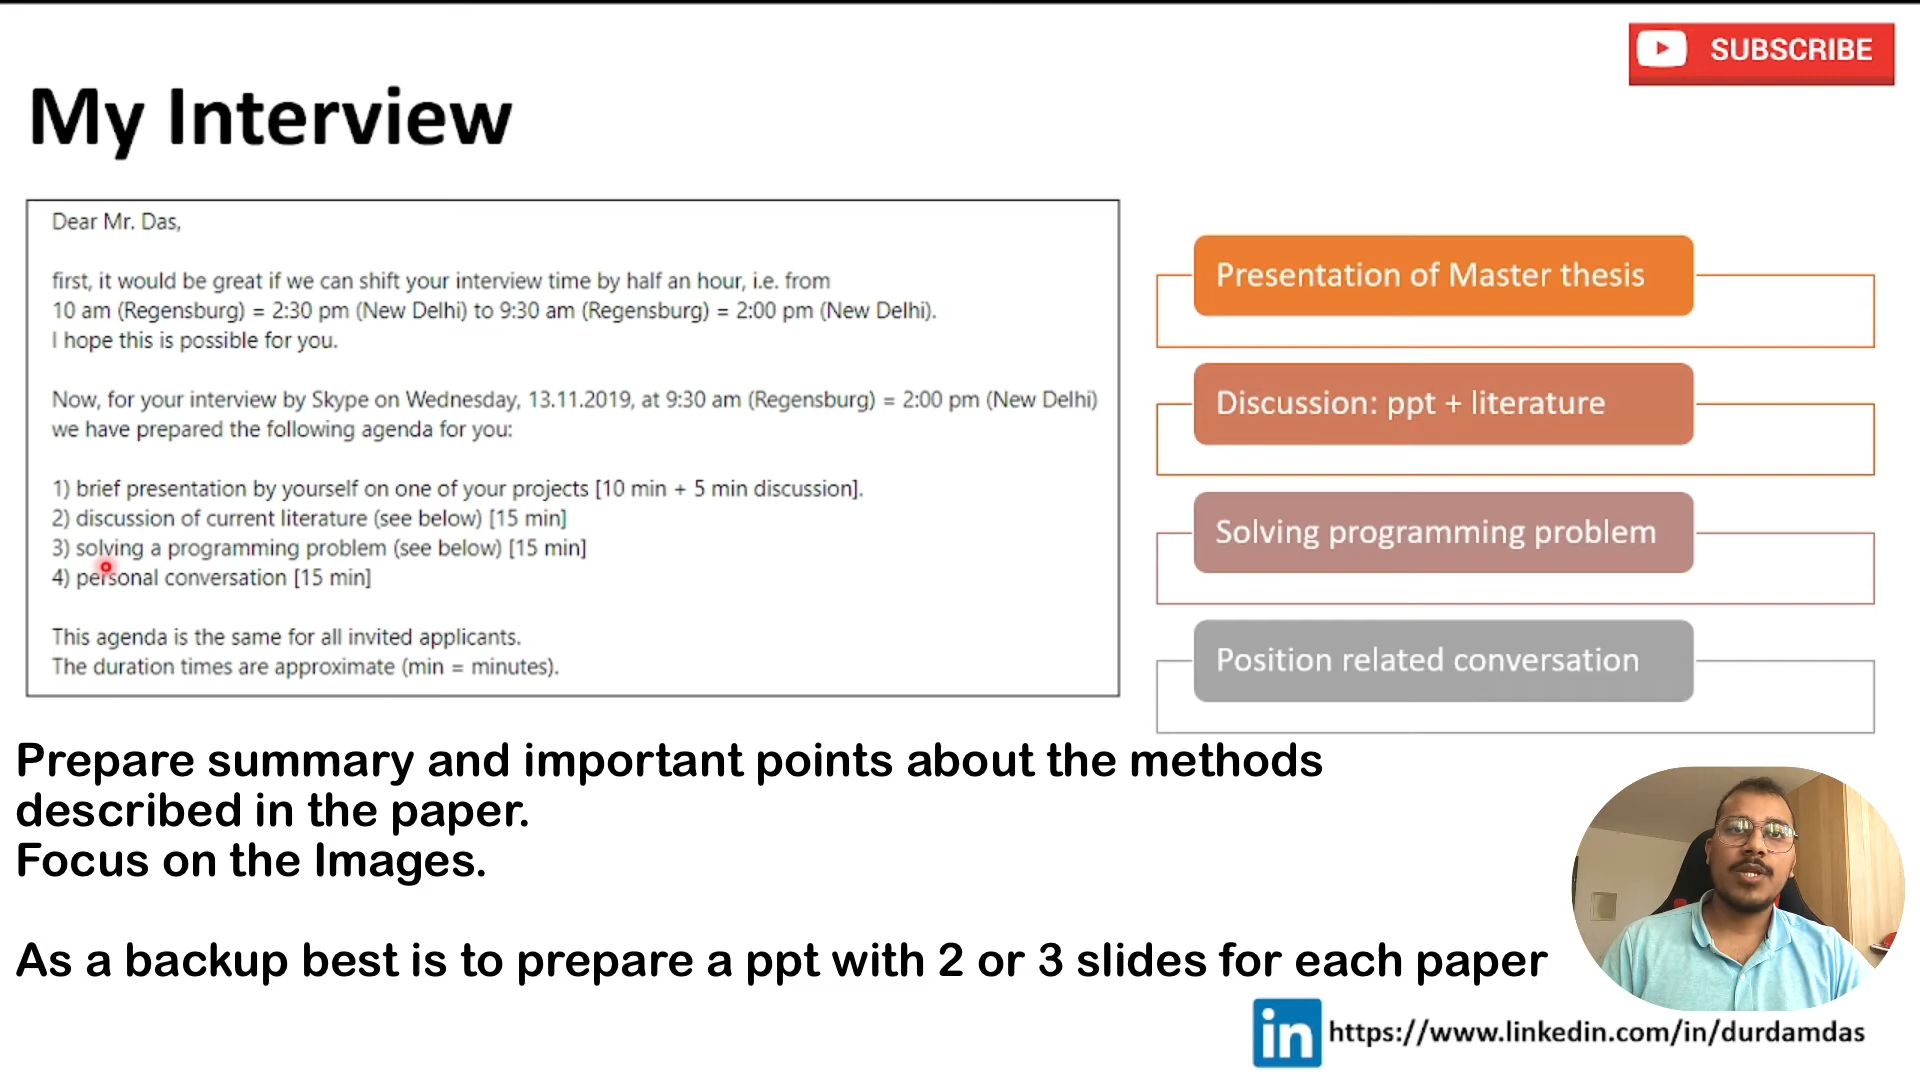 SUBSCRIBE
My Interview
Dear Mr. Das,
first, it would be great if we can shift your interview time by half an hour, i.e. from
10 am (Regensburg) = 2:30 pm (New Delhi) to 9:30 am (Regensburg) = 2:00 pm (New Delhi).
I hope this is possible for you.
Now, for your interview by Skype on Wednesday, 13.11.2019, at 9:30 am (Regensburg) = 2:00 pm (New Delhi)
we have prepared the following agenda for you:
1) brief presentation by yourself on one of your projects [10 min + 5 min discussion].
2) discussion of current literature (see below) [15 min]
3) solving a programming problem (see below) [15 min]
4) personal conversation [15 min]
This agenda is the same for all invited applicants.
The duration times are approximate (min = minutes).
Presentation of Master thesis
Discussion: ppt + literature
Solving programming problem
Position related conversation
Prepare summary and important points about the methods
described in the paper.
Focus on the Images.
As a backup best is to prepare a ppt with 2 or 3 slides for each paper
in https://www.linkedin.com/in/durdamdas